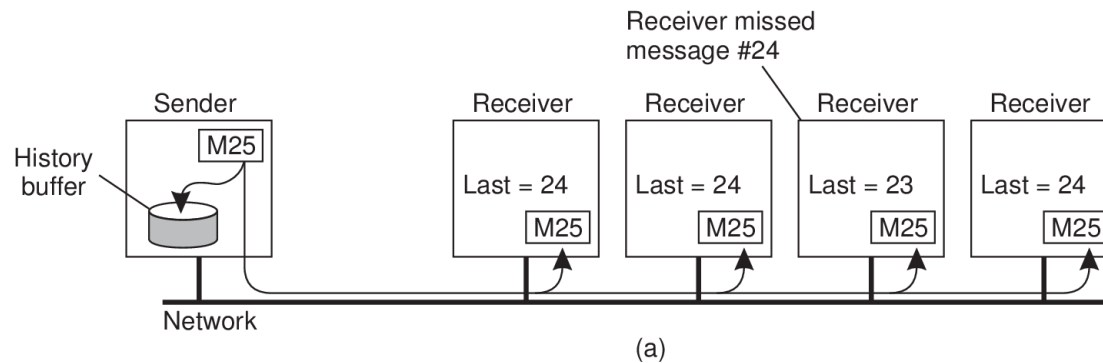 Receiver missed
message #24
Sender
Receiver
Receiver
Receiver
Receiver
M25
History
buffer
Last = 24
Last = 24
Last = 23
Last = 24
M25
M25
M25
M25
Network
(a)